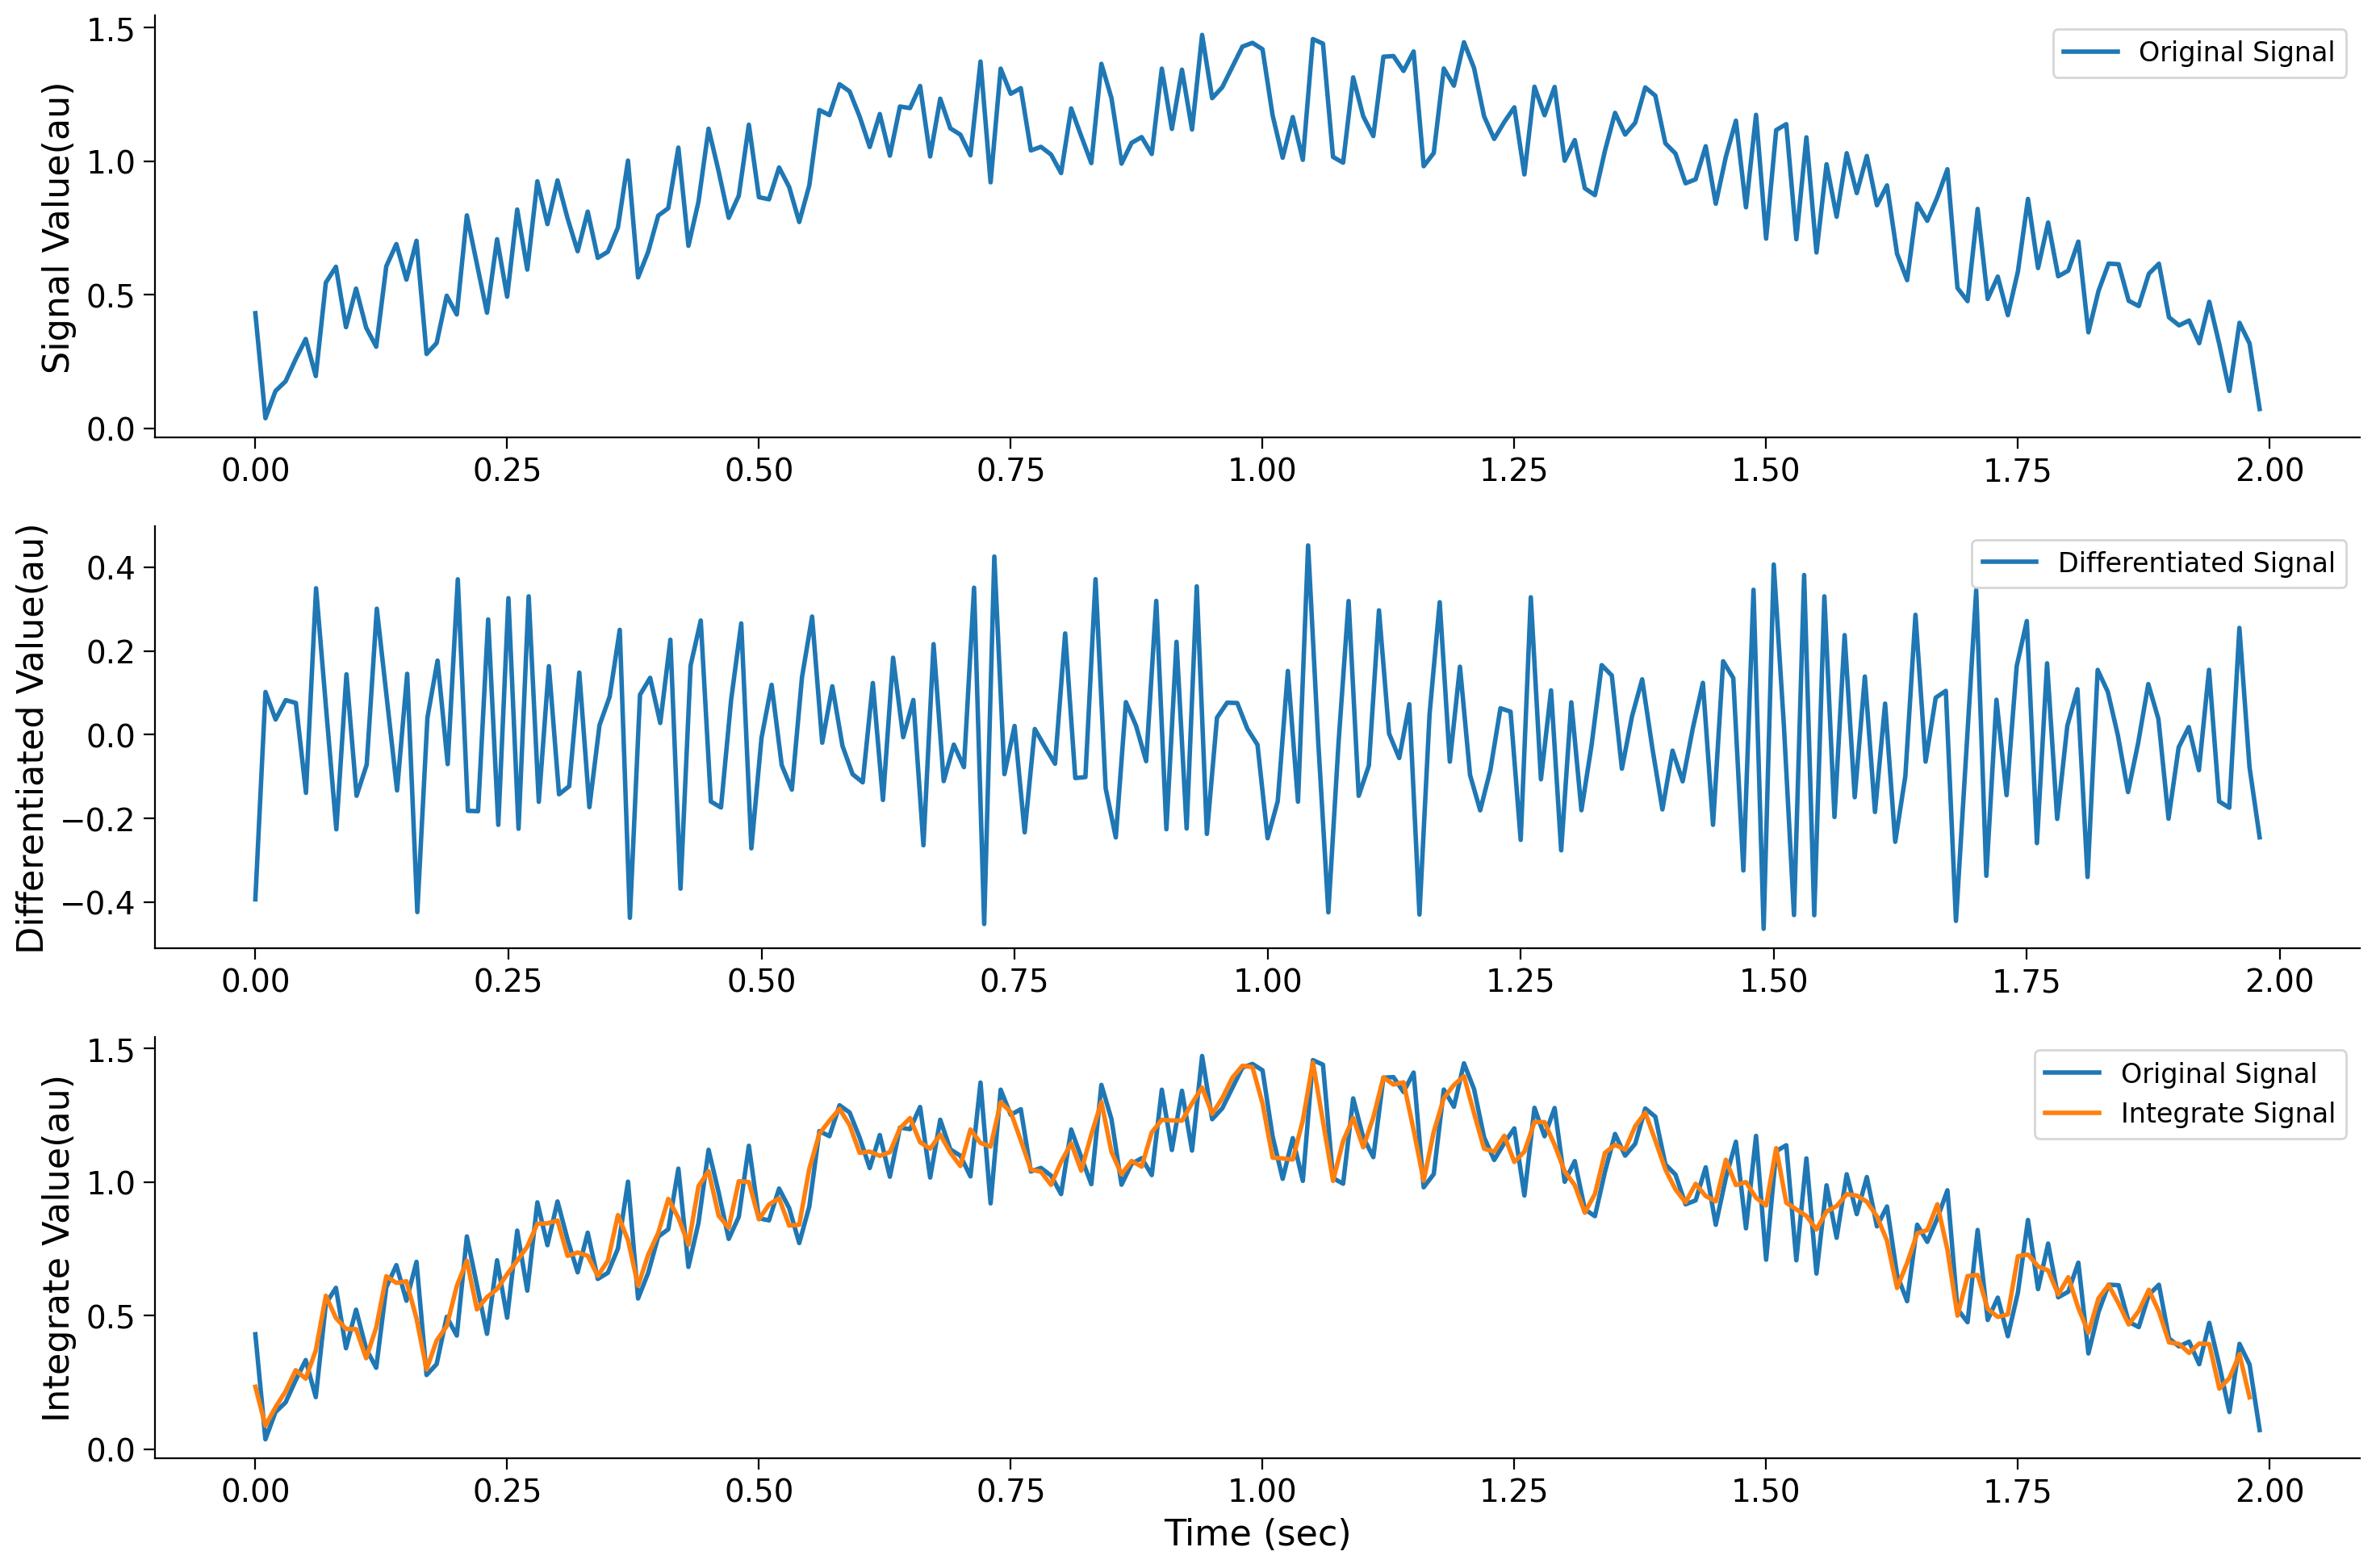 Signal Value(au)
1.5
1.0
0.5
0.0
Original Signal
0.00 0.25 0.50 0.75 1.00 1.25 1.50 1.75 2.00
Differentiated Value(au)
0.4
0.2
0.0
−0.2
−0.4
Differentiated Signal
0.00 0.25 0.50 0.75 1.00 1.25 1.50 1.75 2.00
Integrate Value(au)
1.5
1.0
0.5
0.0
Original Signal
Integrate Signal
0.00 0.25 0.50 0.75 1.00 1.25 1.50 1.75 2.00
Time (sec)